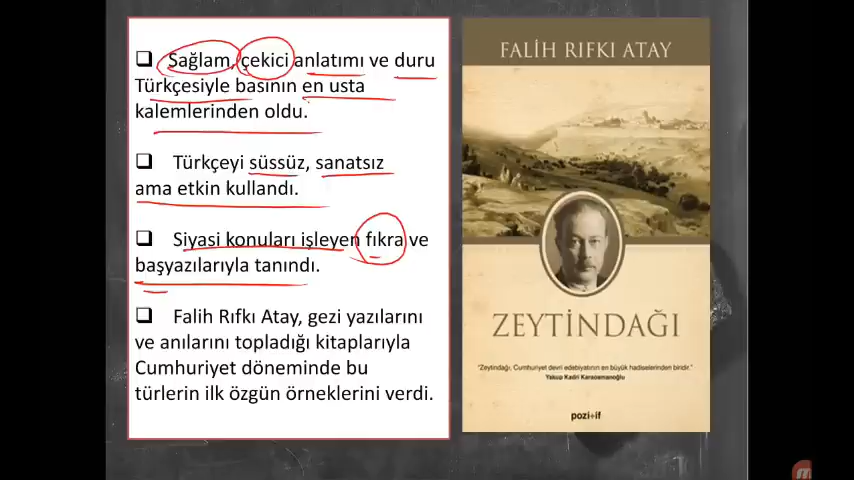 Sağlam, çekici anlatımı ve duru
Türkçesiyle basının en usta
kalemlerinden oldu.
Türkçeyi süssüz, sanatsız
ama etkin kullandı.
Siyasi konuları işleyen fıkra ve
başyazılarıyla tanındı.
Falih Rıfkı Atay, gezi yazılarını
ve anılarını topladığı kitaplarıyla
Cumhuriyet döneminde bu
türlerin ilk özgün örneklerini verdi.
FALİH RIFKI ATAY
ZEYTİNDAĞI
"Zeytindağı, Cumhuriyet devri edebiyatının en büyük hadiselerinden biridir."
Yakup Kadri Karaosmanoğlu
pozi+if